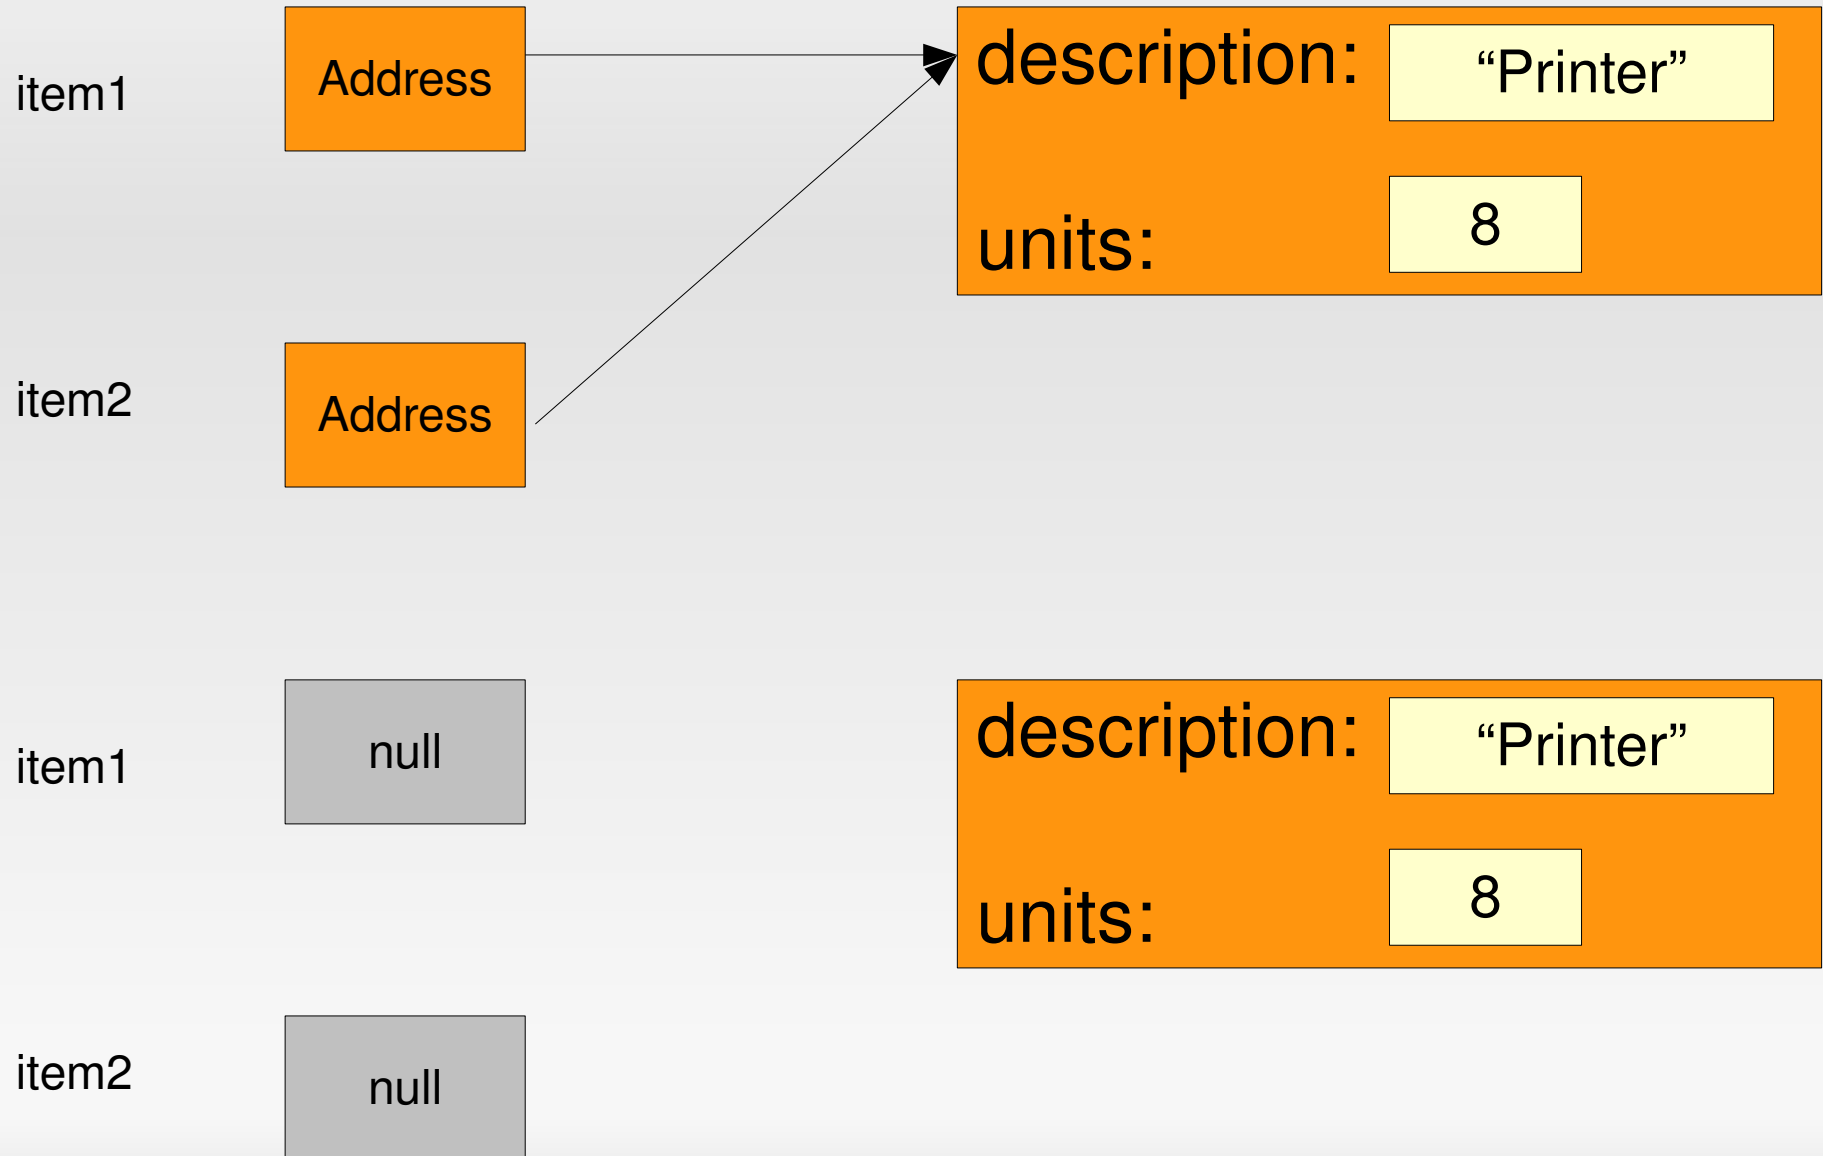 item1
Address
description:
“Printer”
units:
8
item2
Address
item1
null
description:
“Printer”
units:
8
item2
null